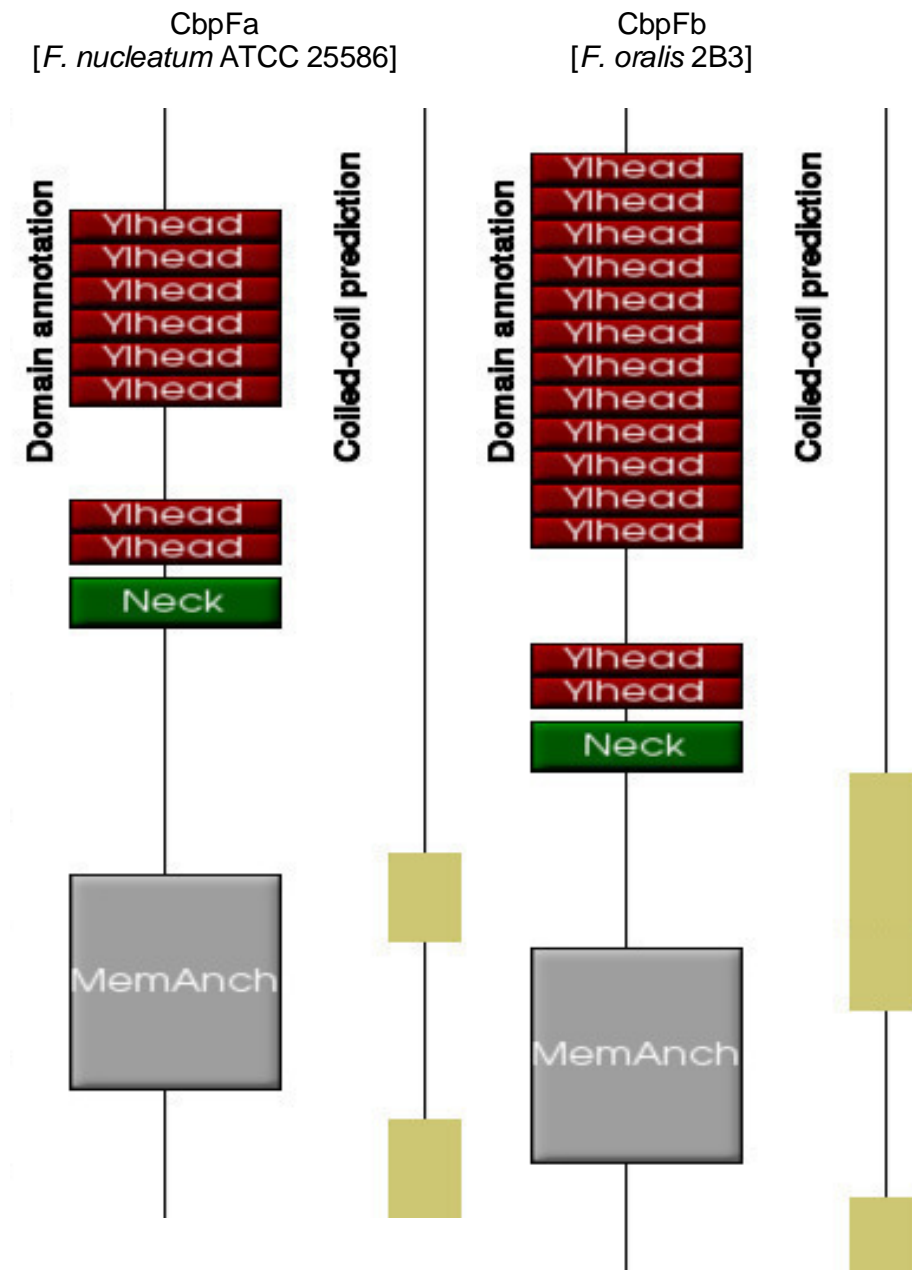 CbpFa
[F. nucleatum ATCC 25586]
Domain annotation
Ylhead
Ylhead
Ylhead
Ylhead
Ylhead
Ylhead
Ylhead
Ylhead
Neck
MemAnch
Coiled-coil prediction
CbpFb
[F. oralis 2B3]
Domain annotation
Ylhead
Ylhead
Ylhead
Ylhead
Ylhead
Ylhead
Ylhead
Ylhead
Ylhead
Ylhead
Ylhead
Ylhead
Ylhead
Ylhead
Neck
MemAnch
Coiled-coil prediction